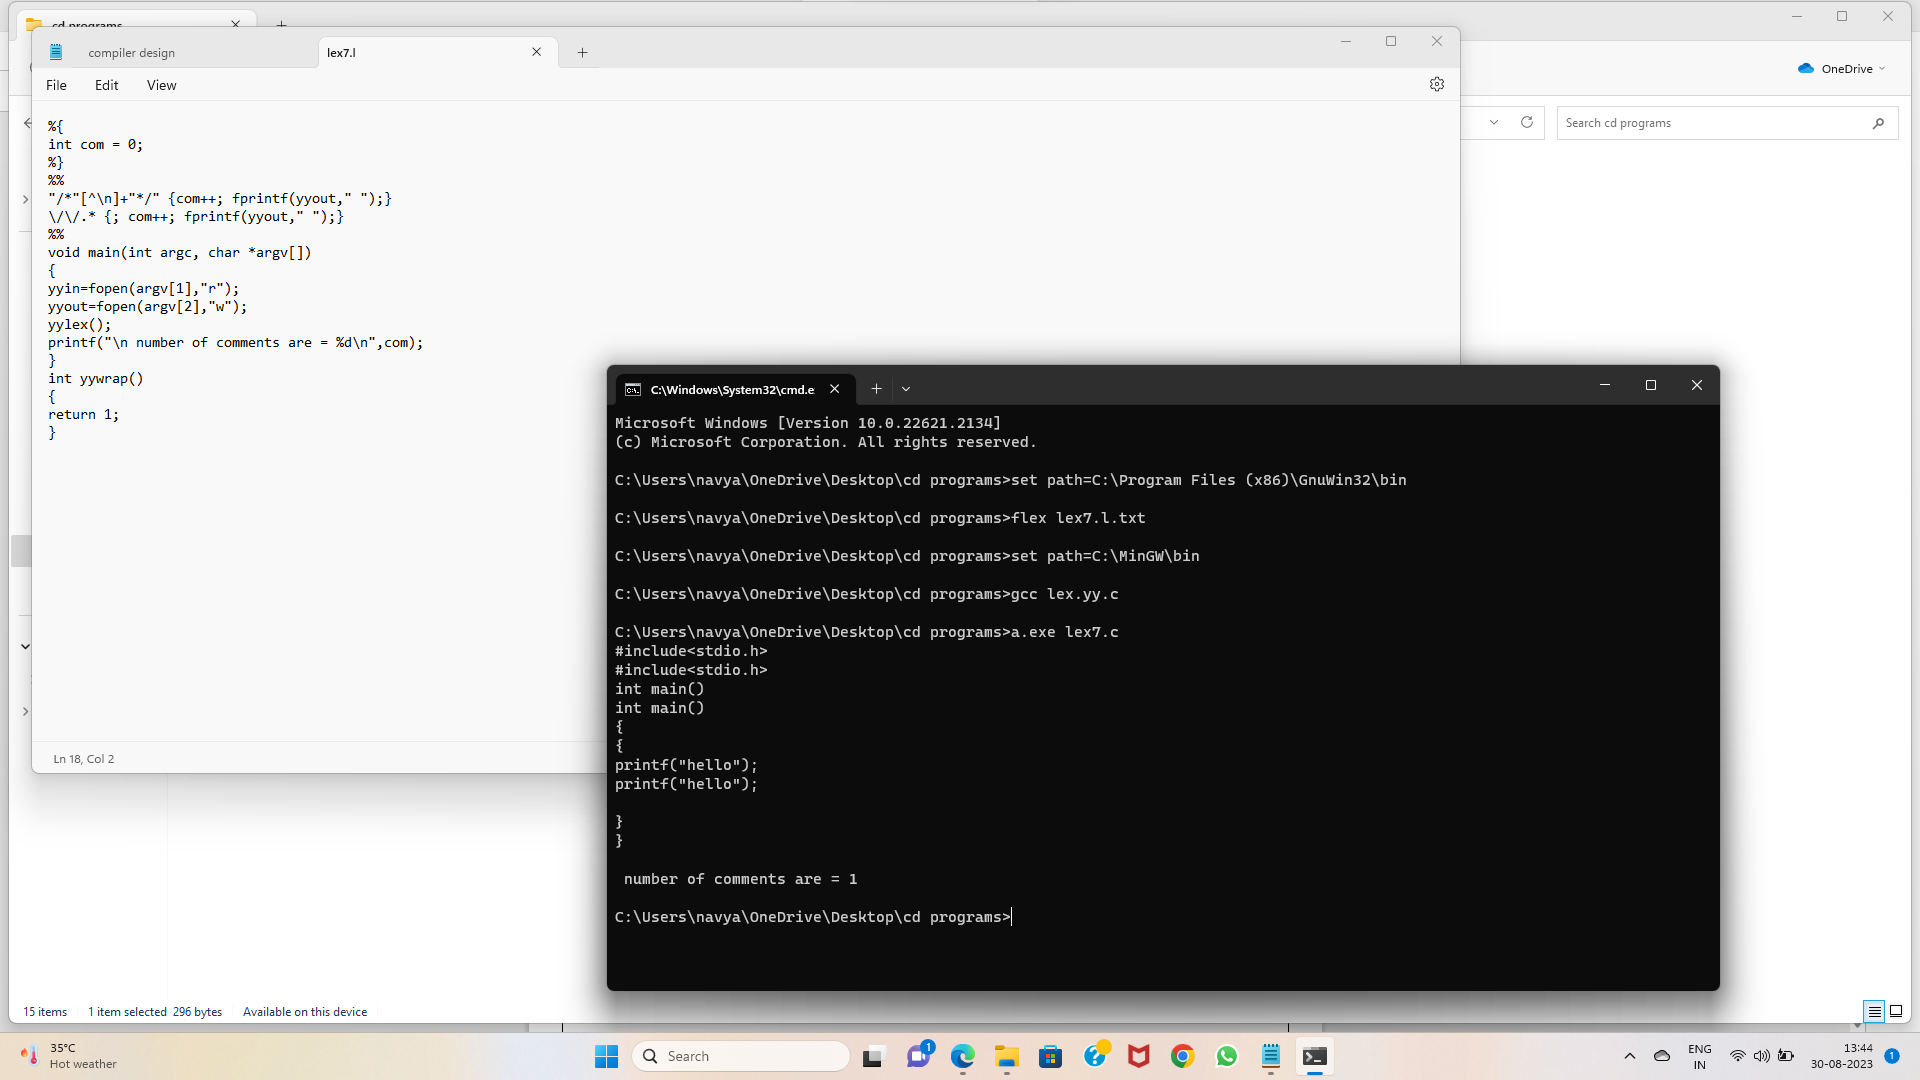 cd programs
compiler design
lex7.l
File
Edit
View
OneDrive
Search cd programs
%{
int com = 0;
%}
%%
"/*"[^\n]+"*/" {com++; fprintf(yyout," ");}
\/\/.* {; com++; fprintf(yyout," ");}
%%
void main(int argc, char *argv[])
{
yyin=fopen(argv[1],"r");
yyout=fopen(argv[2],"w");
yylex();
printf("\n number of comments are = %d\n",com);
}
int yywrap()
{
return 1;
}
Ln 18, Col 2
C:\Windows\System32\cmd.e
Microsoft Windows [Version 10.0.22621.2134]
(c) Microsoft Corporation. All rights reserved.
C:\Users\navya\OneDrive\Desktop\cd programs>set path=C:\Program Files (x86)\GnuWin32\bin
C:\Users\navya\OneDrive\Desktop\cd programs>flex lex7.l.txt
C:\Users\navya\OneDrive\Desktop\cd programs>set path=C:\MinGW\bin
C:\Users\navya\OneDrive\Desktop\cd programs>gcc lex.yy.c
C:\Users\navya\OneDrive\Desktop\cd programs>a.exe lex7.c
#include<stdio.h>
#include<stdio.h>
int main()
int main()
{
{
printf("hello");
printf("hello");
}
}
number of comments are = 1
C:\Users\navya\OneDrive\Desktop\cd programs>
15 items
1 item selected 296 bytes
Available on this device
35°C
Hot weather
Search
1
ENG
IN
13:44
30-08-2023
1